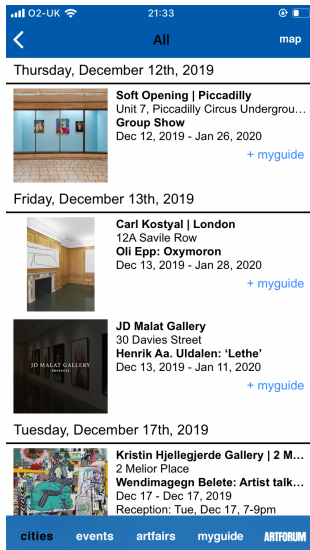 O2-UK 21:33
All map
Thursday, December 12th, 2019
Soft Opening | Piccadilly
Unit 7, Piccadilly Circus Undergrou...
Group Show
Dec 12, 2019 - Jan 26, 2020
+ myguide
Friday, December 13th, 2019
Carl Kostyal | London
12A Savile Row
Oli Epp: Oxymoron
Dec 13, 2019 - Jan 28, 2020
+ myguide
JD MALAT GALLERY
PRESENTS
JD Malat Gallery
30 Davies Street
Henrik Aa. Uldalen: ‘Lethe’
Dec 13, 2019 - Jan 11, 2020
+ myguide
Tuesday, December 17th, 2019
Kristin Hjellegjerde Gallery | 2 M...
2 Melior Place
Wendimagegn Belete: Artist talk...
Dec 17 - Dec 17, 2019
Reception: Tue, Dec 17, 7-9pm
cities events artfairs myguide ARTFORUM